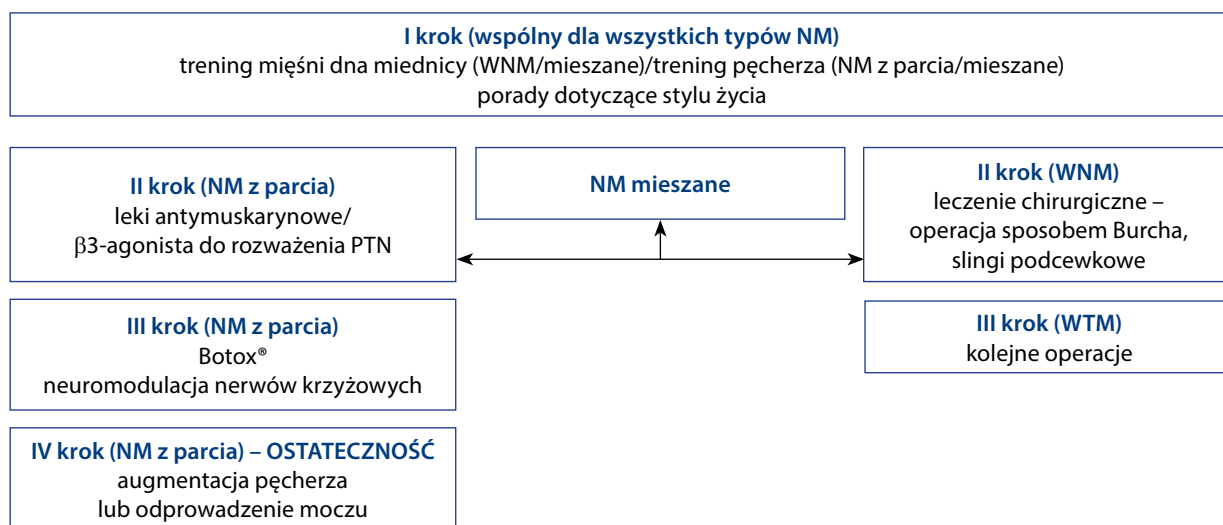 I krok (wspólny dla wszystkich typów NM)
trening mięśni dna miednicy (WNM/mieszane)/trening pęcherza (NM z parcia/mieszane)
porady dotyczące stylu życia
II krok (NM z parcia)
leki antymuskarynowe/
β3-agonista do rozważenia PTN
NM mieszane
II krok (WNM)
leczenie chirurgiczne –
operacja sposobem Burcha,
slingi podcewkowe
III krok (NM z parcia)
Botox®
neuromodulacja nerwów krzyżowych
III krok (WTM)
kolejne operacje
IV krok (NM z parcia) – OSTATECZNOŚĆ
augmentacja pęcherza
lub odprowadzenie moczu